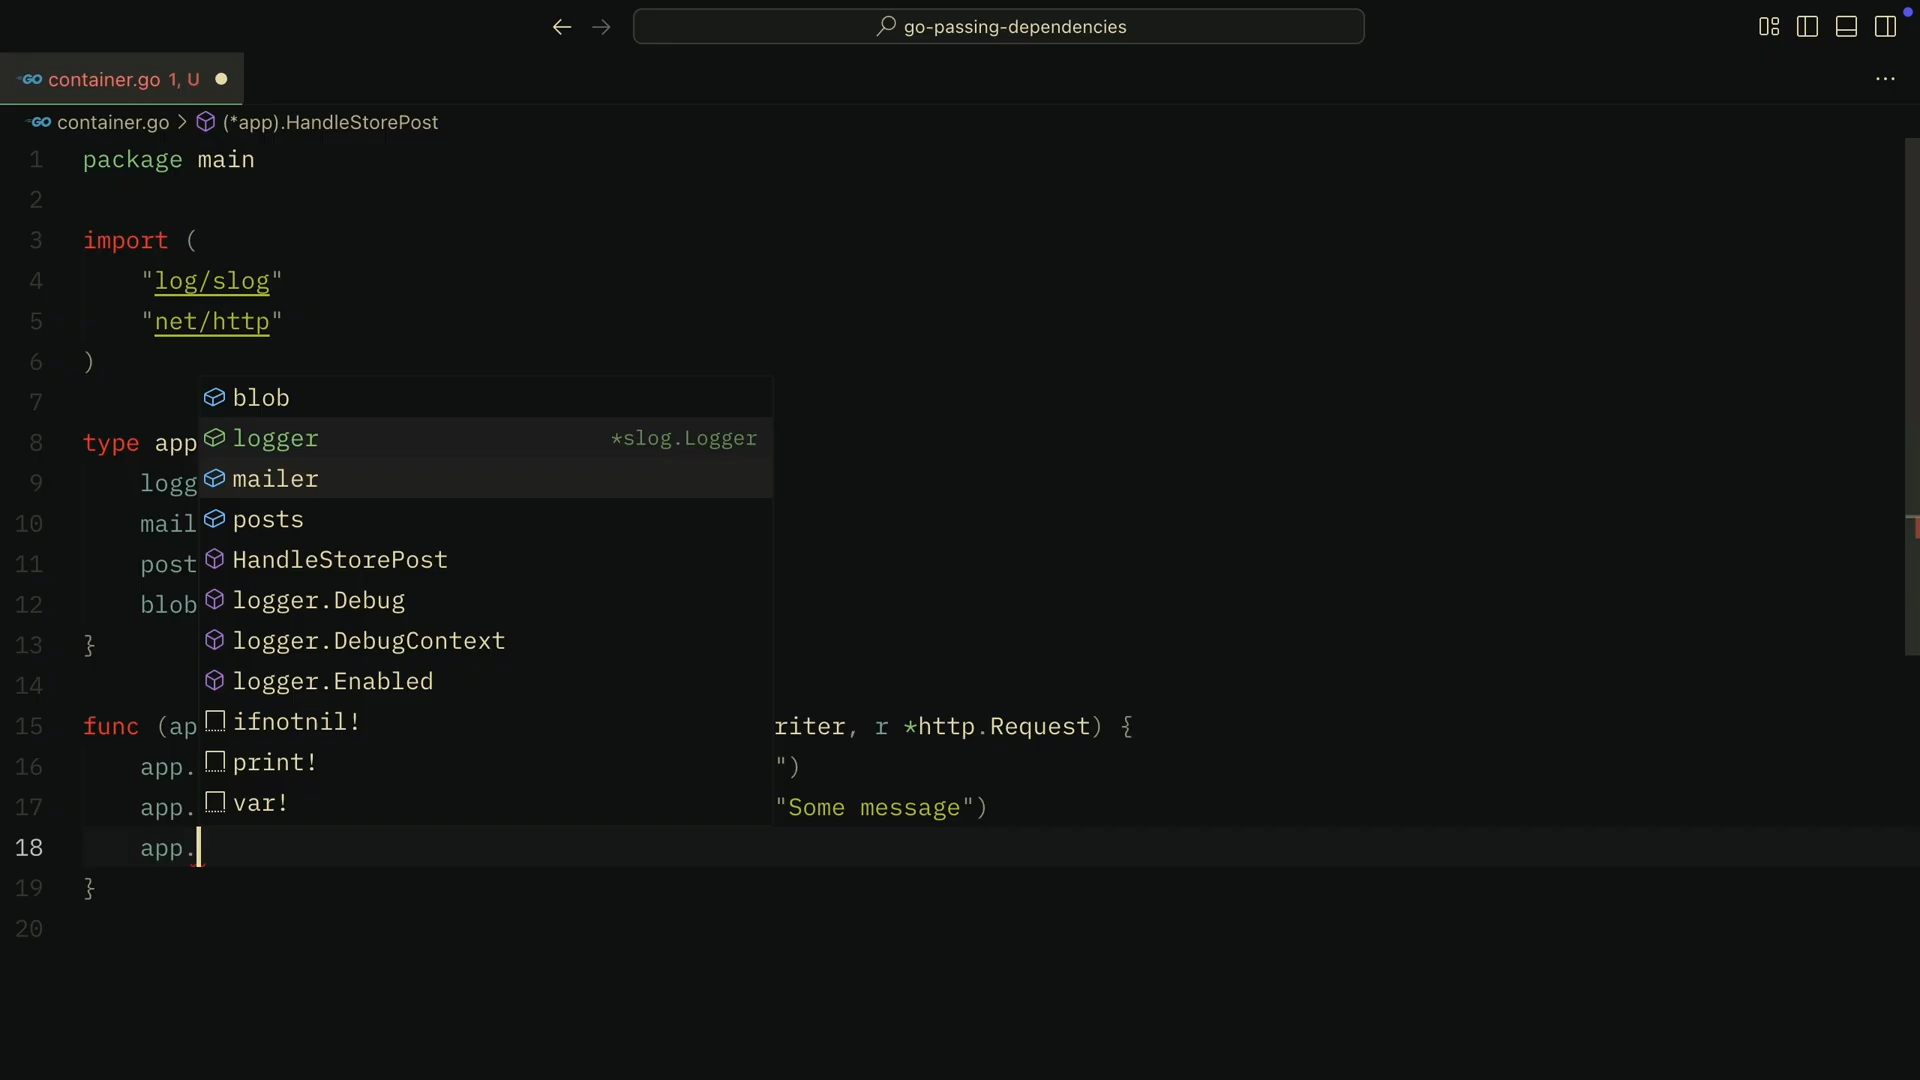 go-passing-dependencies
GO container.go 1, U
GO container.go > (*app).HandleStorePost
1 package main
2
3 import (
4 "log/slog"
5 "net/http"
6 )
7
blob
8 type app
logger *slog.Logger
9 logg
mailer
10 mail
posts
11 post
HandleStorePost
12 blob
logger.Debug
13 }
logger.DebugContext
14
logger.Enabled
15 func (ap riter, r *http.Request) {
ifnotnil!
16 app. ")
print!
17 app. "Some message")
var!
18 app.
19 }
20